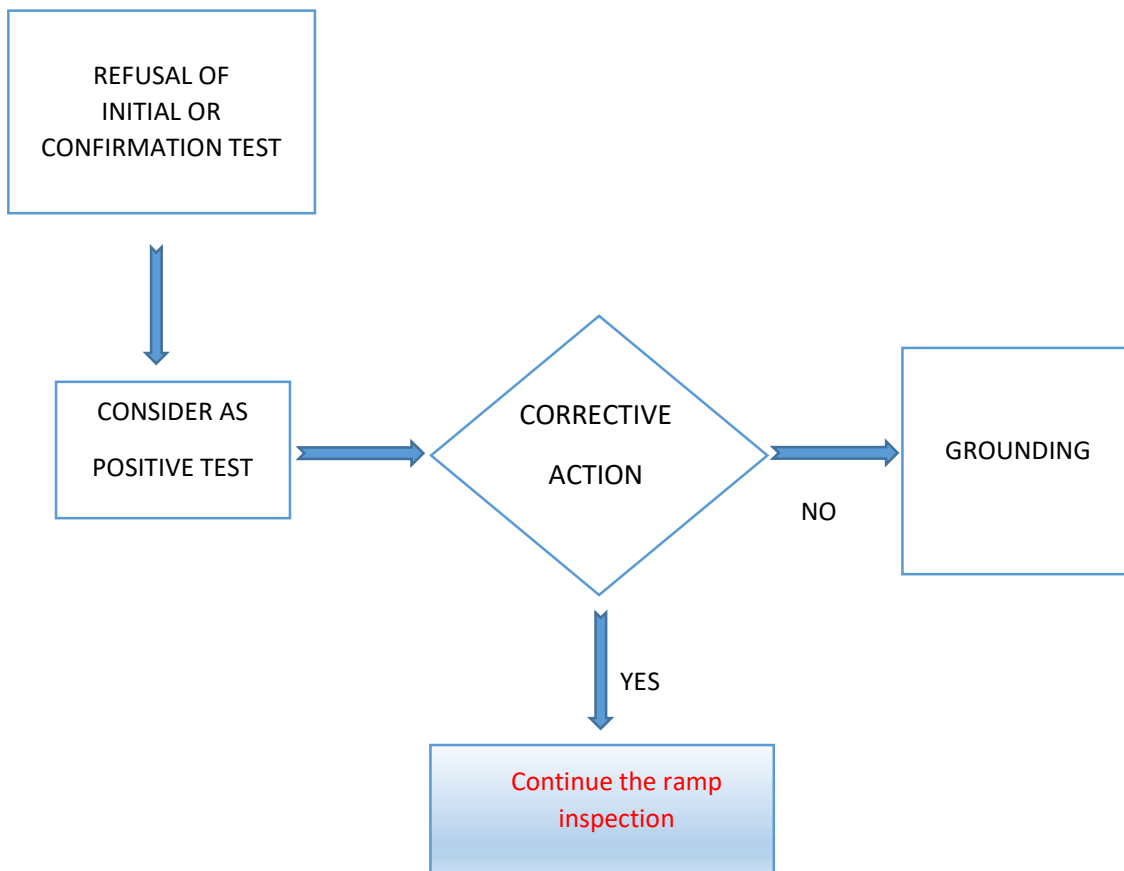 REFUSAL OF
INITIAL OR
CONFIRMATION TEST
CONSIDER AS
POSITIVE TEST
CORRECTIVE
ACTION
NO
GROUNDING
YES
Continue the ramp
inspection